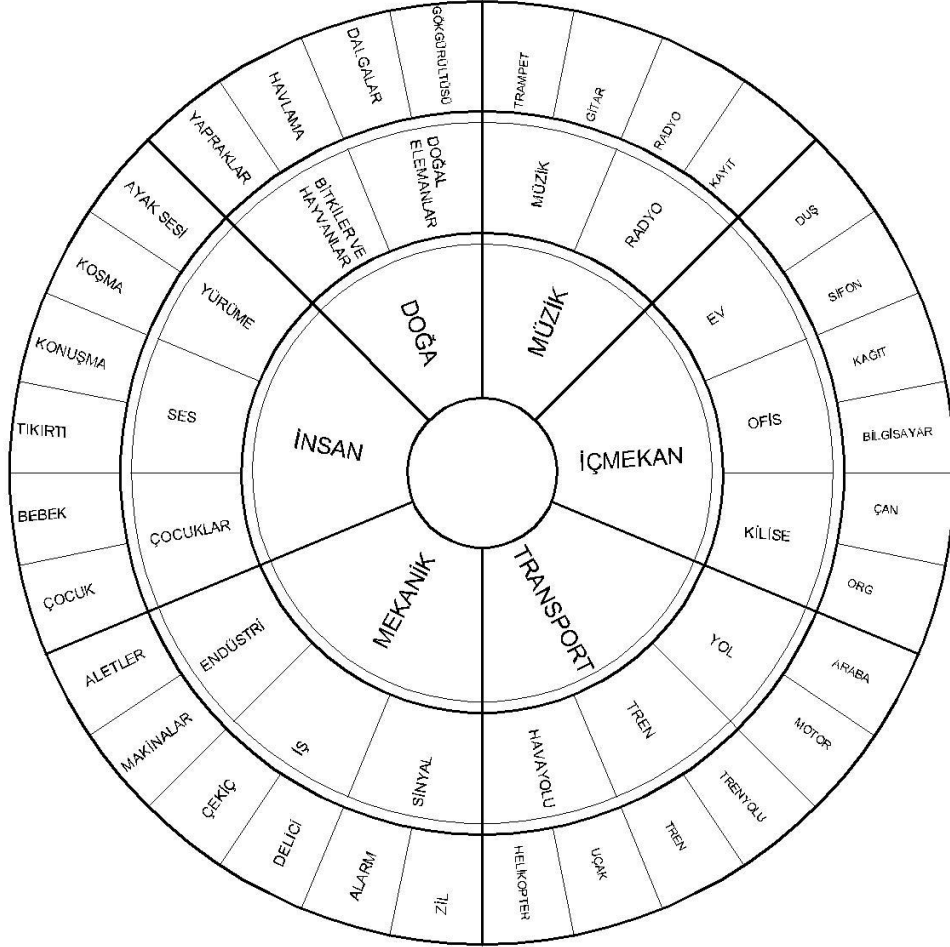 DOĞA
MÜZİK
İÇMEKAN
TRANSPORT
MEKANİK
İNSAN
BİTKİLER VE
HAYVANLAR
DOĞAL
ELEMANLAR
MÜZİK
RADYO
EV
OFİS
KİLİSE
YOL
TREN
HAVAYOLU
SİNYAL
İŞ
ENDÜSTRİ
ÇOCUKLAR
SES
YÜRÜME
YAPRAKLAR
HAVLAMA
DALGALAR
GÖKGÜRÜLTÜSÜ
TRAMPET
GİTAR
RADYO
KAYIT
DUŞ
SİFON
KAĞIT
BİLGİSAYAR
ÇAN
ORG
ARABA
MOTOR
TRENYOLU
TREN
UÇAK
HELİKOPTER
ZİL
ALARM
DELİCİ
ÇEKİÇ
MAKİNALAR
ALETLER
ÇOCUK
BEBEK
TIKIRTI
KONUŞMA
KOŞMA
AYAK SESİ